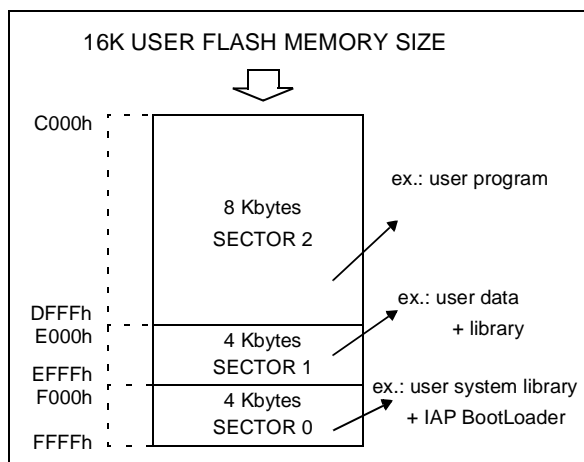 16K USER FLASH MEMORY SIZE
C000h
ex.: user program
8 Kbytes
SECTOR 2
DFFFh
E000h
ex.: user data
+ library
4 Kbytes
SECTOR 1
EFFFh
F000h
ex.: user system library
+ IAP BootLoader
4 Kbytes
SECTOR 0
FFFFh